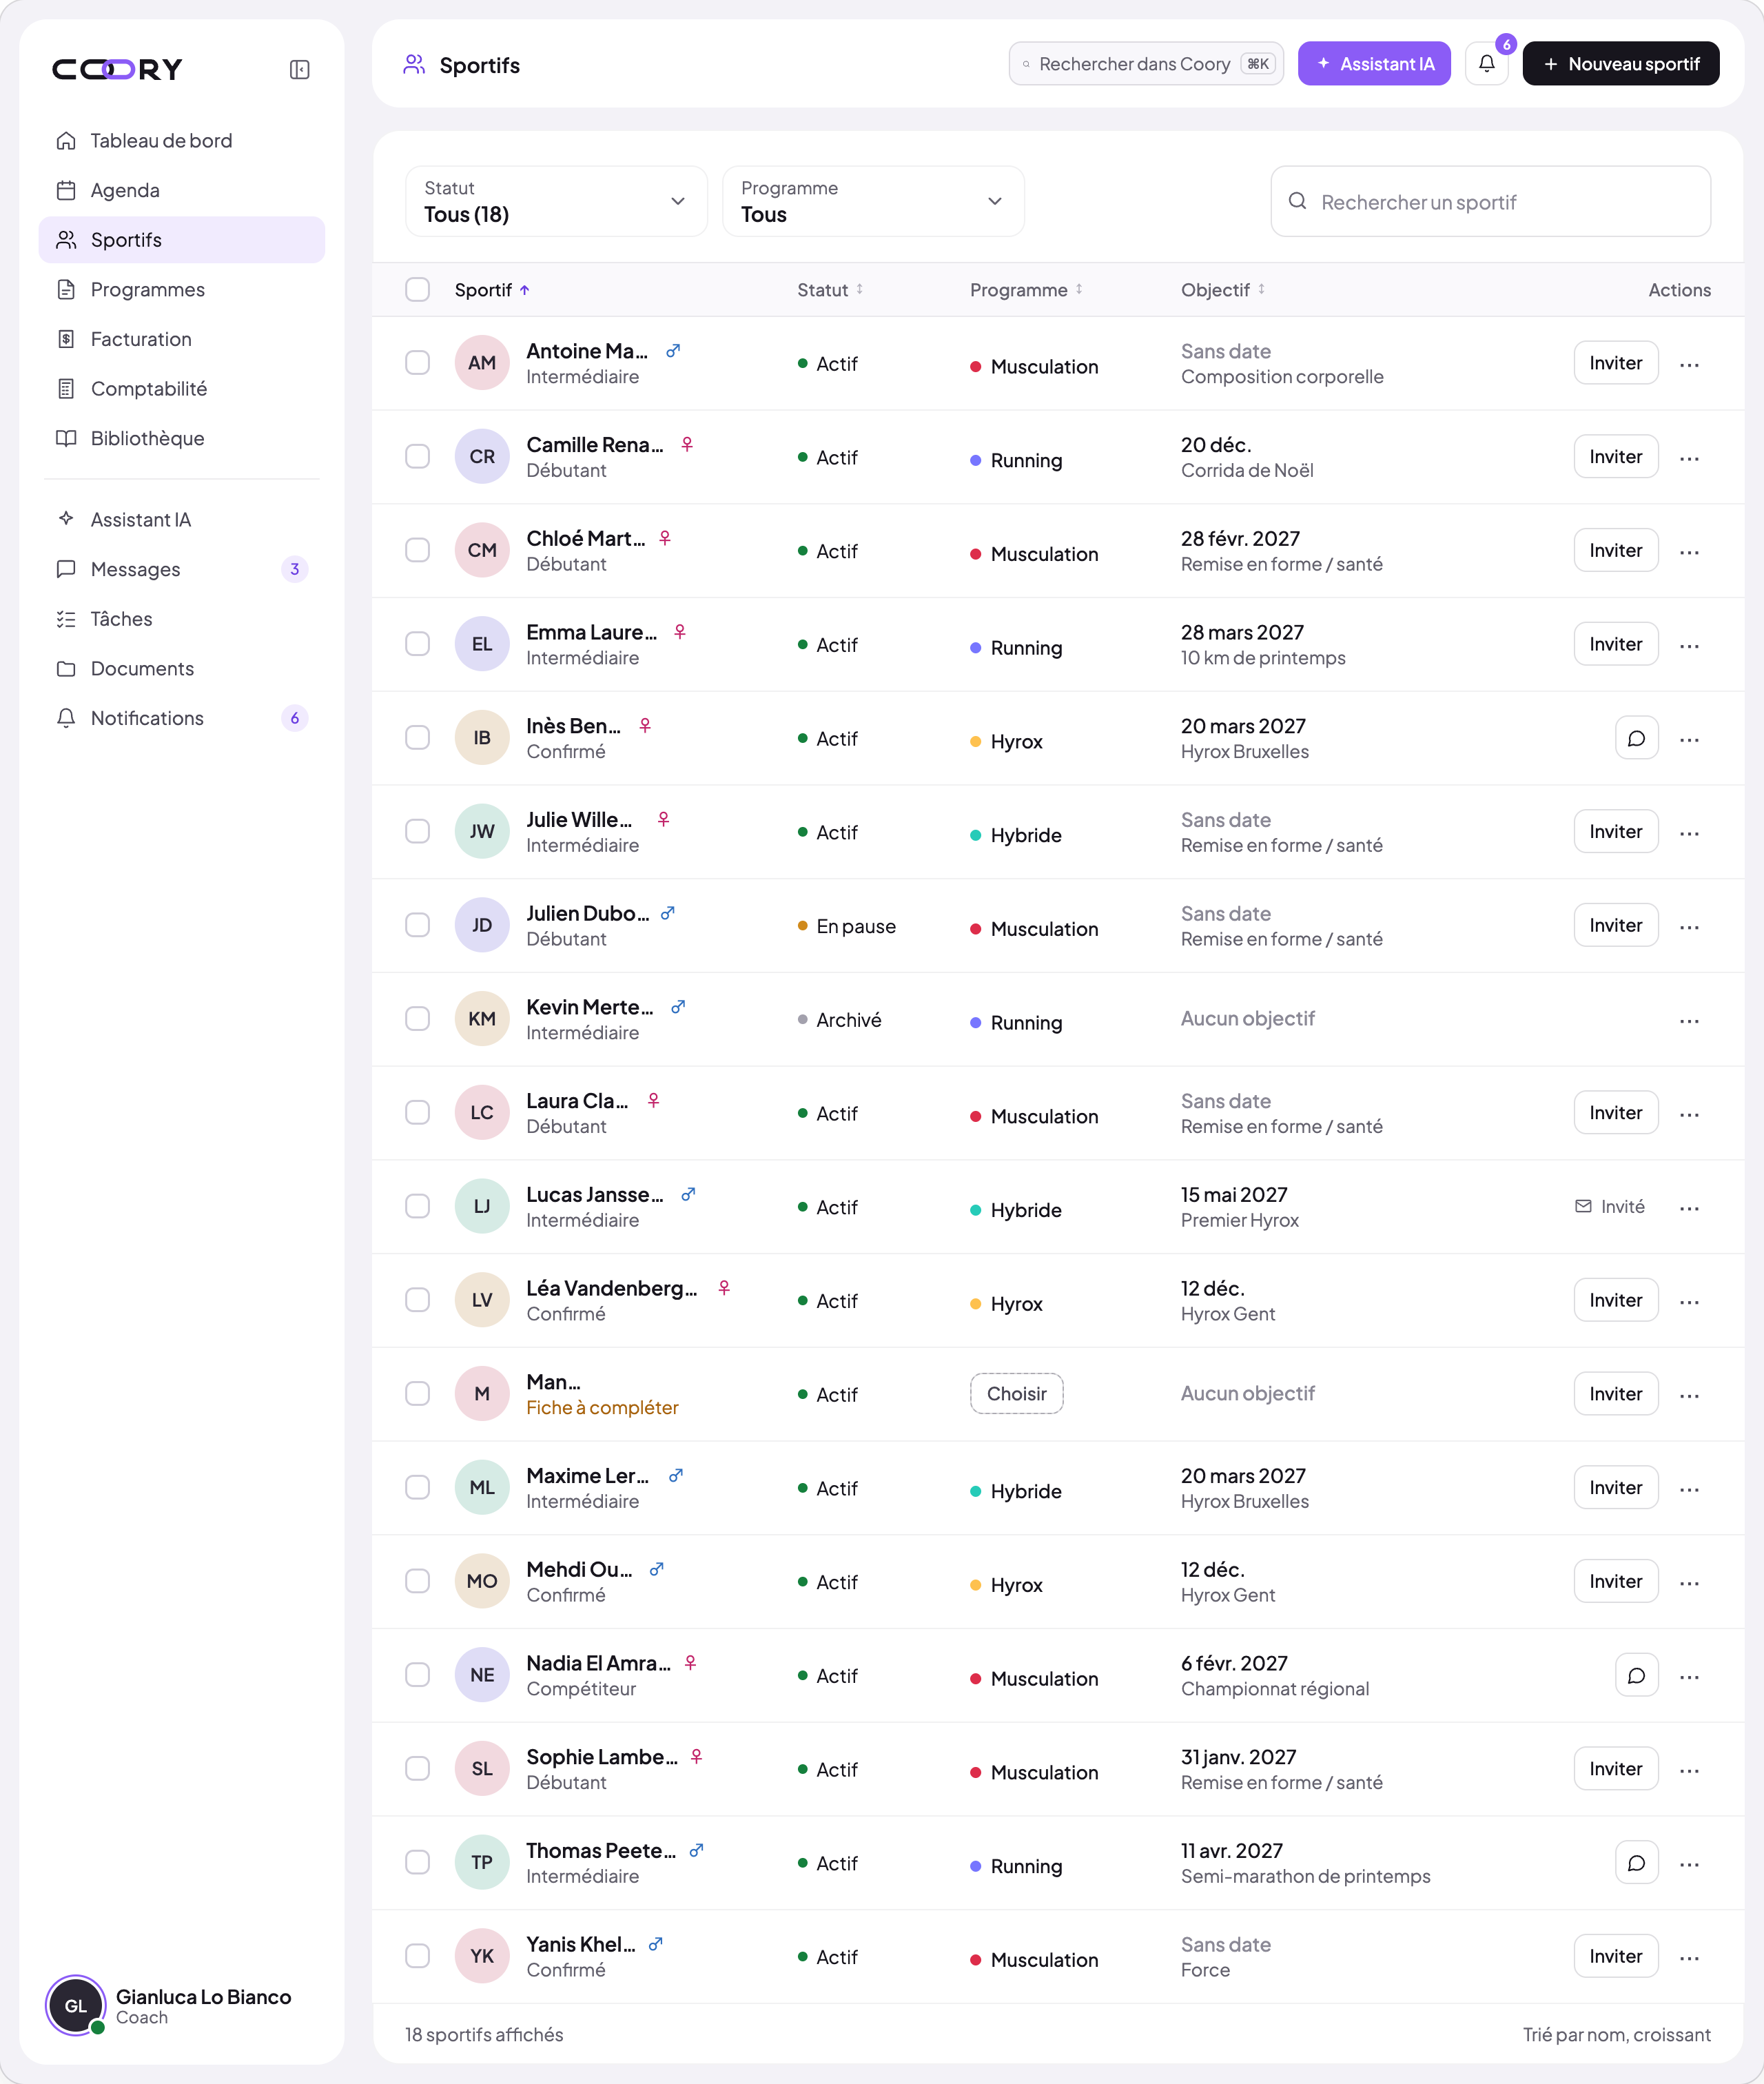 COORY
Tableau de bord
Agenda
Sportifs
Programmes
Facturation
Comptabilité
Bibliothèque
Assistant IA
Messages 3
Tâches
Documents
Notifications 6
GL
Gianluca Lo Bianco
Coach
Sportifs
Rechercher dans Coory ⌘K
Assistant IA
6
+ Nouveau sportif
Statut
Tous (18)
Programme
Tous
Rechercher un sportif
Sportif ↑ Statut ↕ Programme ↕ Objectif ↕ Actions
AM Antoine Ma... ♂ Actif Musculation Sans date Inviter ...
Intermédiaire Composition corporelle
CR Camille Rena... ♀ Actif Running 20 déc. Inviter ...
Débutant Corrida de Noël
CM Chloé Mart... ♀ Actif Musculation 28 févr. 2027 Inviter ...
Débutant Remise en forme / santé
EL Emma Laure... ♀ Actif Running 28 mars 2027 Inviter ...
Intermédiaire 10 km de printemps
IB Inès Ben... ♀ Actif Hyrox 20 mars 2027 ...
Confirmé Hyrox Bruxelles
JW Julie Wille... ♀ Actif Hybride Sans date Inviter ...
Intermédiaire Remise en forme / santé
JD Julien Dubo... ♂ En pause Musculation Sans date Inviter ...
Débutant Remise en forme / santé
KM Kevin Merte... ♂ Archivé Running Aucun objectif ...
Intermédiaire
LC Laura Cla... ♀ Actif Musculation Sans date Inviter ...
Débutant Remise en forme / santé
LJ Lucas Jansse... ♂ Actif Hybride 15 mai 2027 Invité ...
Intermédiaire Premier Hyrox
LV Léa Vandenberg... ♀ Actif Hyrox 12 déc. Inviter ...
Confirmé Hyrox Gent
M Man... Actif Choisir Aucun objectif Inviter ...
Fiche à compléter
ML Maxime Ler... ♂ Actif Hybride 20 mars 2027 Inviter ...
Intermédiaire Hyrox Bruxelles
MO Mehdi Ou... ♂ Actif Hyrox 12 déc. Inviter ...
Confirmé Hyrox Gent
NE Nadia El Amra... ♀ Actif Musculation 6 févr. 2027 ...
Compétiteur Championnat régional
SL Sophie Lambe... ♀ Actif Musculation 31 janv. 2027 Inviter ...
Débutant Remise en forme / santé
TP Thomas Peete... ♂ Actif Running 11 avr. 2027 ...
Intermédiaire Semi-marathon de printemps
YK Yanis Khel... ♂ Actif Musculation Sans date Inviter ...
Confirmé Force
18 sportifs affichés
Trié par nom, croissant